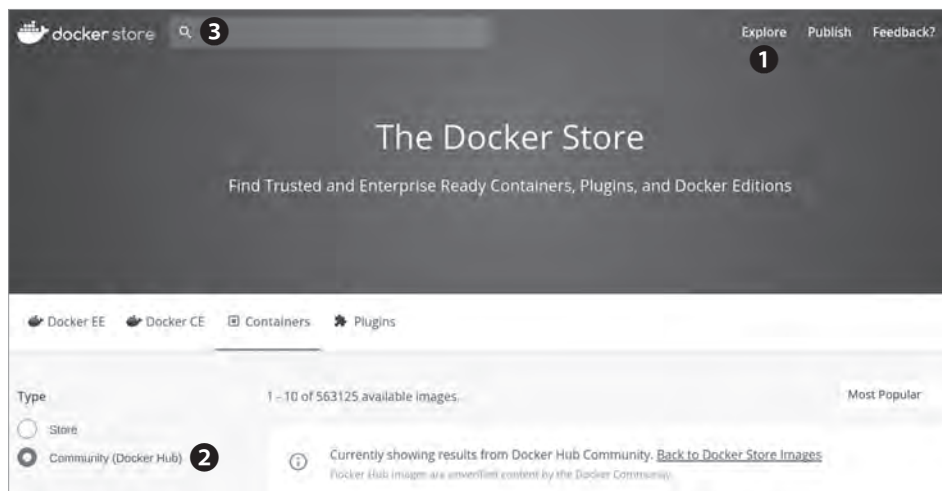 docker store 3 Explore Publish Feedback?
1
The Docker Store
Find Trusted and Enterprise Ready Containers, Plugins, and Docker Editions
Docker EE Docker CE Containers Plugins
Type
1 - 10 of 563125 available images.
Most Popular
Store
Community (Docker Hub) 2
Currently showing results from Docker Hub Community. Back to Docker Store Images
Docker Hub images are unverified content by the Docker Community.